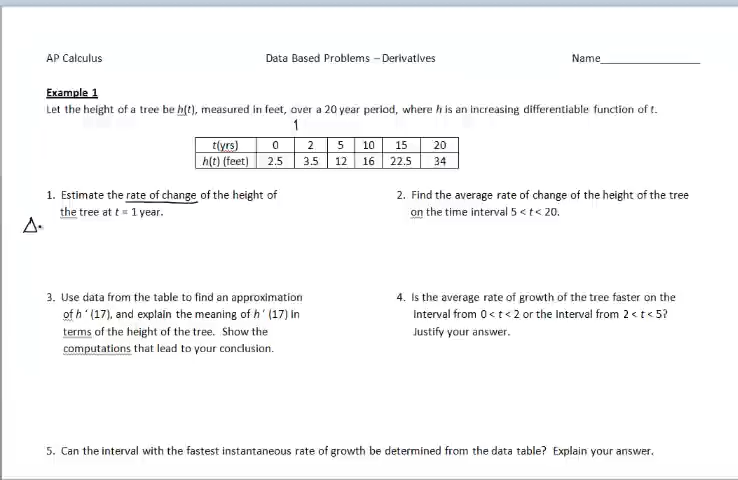 AP Calculus Data Based Problems – Derivatives Name
Example 1
Let the height of a tree be h(t), measured in feet, over a 20 year period, where h is an increasing differentiable function of t.
1
t(yrs) 0 2 5 10 15 20
h(t) (feet) 2.5 3.5 12 16 22.5 34
1. Estimate the rate of change of the height of
the tree at t = 1 year.
Δ
2. Find the average rate of change of the height of the tree
on the time interval 5 < t < 20.
3. Use data from the table to find an approximation
of h ' (17), and explain the meaning of h ' (17) in
terms of the height of the tree. Show the
computations that lead to your conclusion.
4. Is the average rate of growth of the tree faster on the
interval from 0 < t < 2 or the interval from 2 < t < 5?
Justify your answer.
5. Can the interval with the fastest instantaneous rate of growth be determined from the data table? Explain your answer.